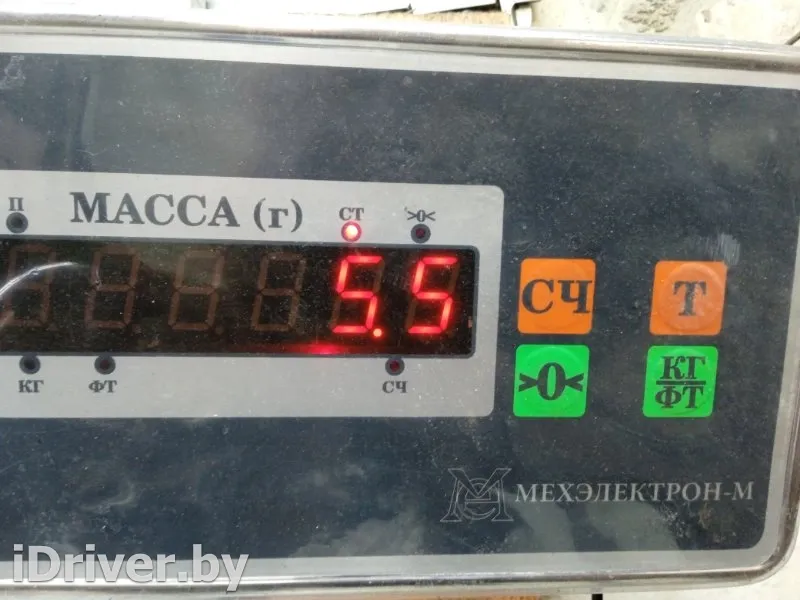 П
МАССА (г)
СТ
>0<
5.5
КГ
ФТ
СЧ
СЧ
Т
>0<
КГ
ФТ
МЕХЭЛЕКТРОН-М
iDriver.by